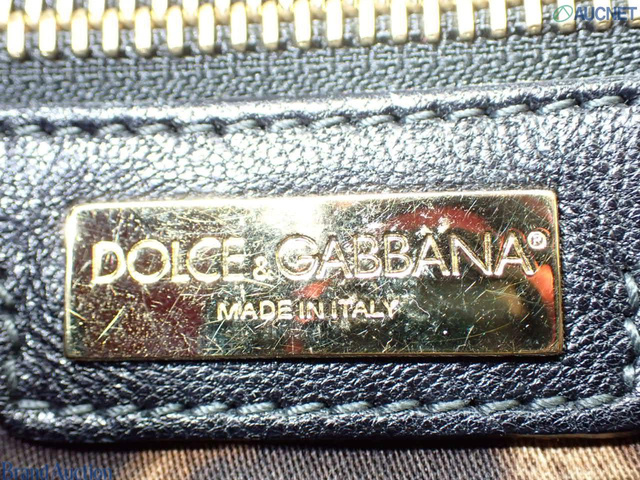 AUCNET
DOLCE & GABBANA®
MADE IN ITALY
Brand Auction